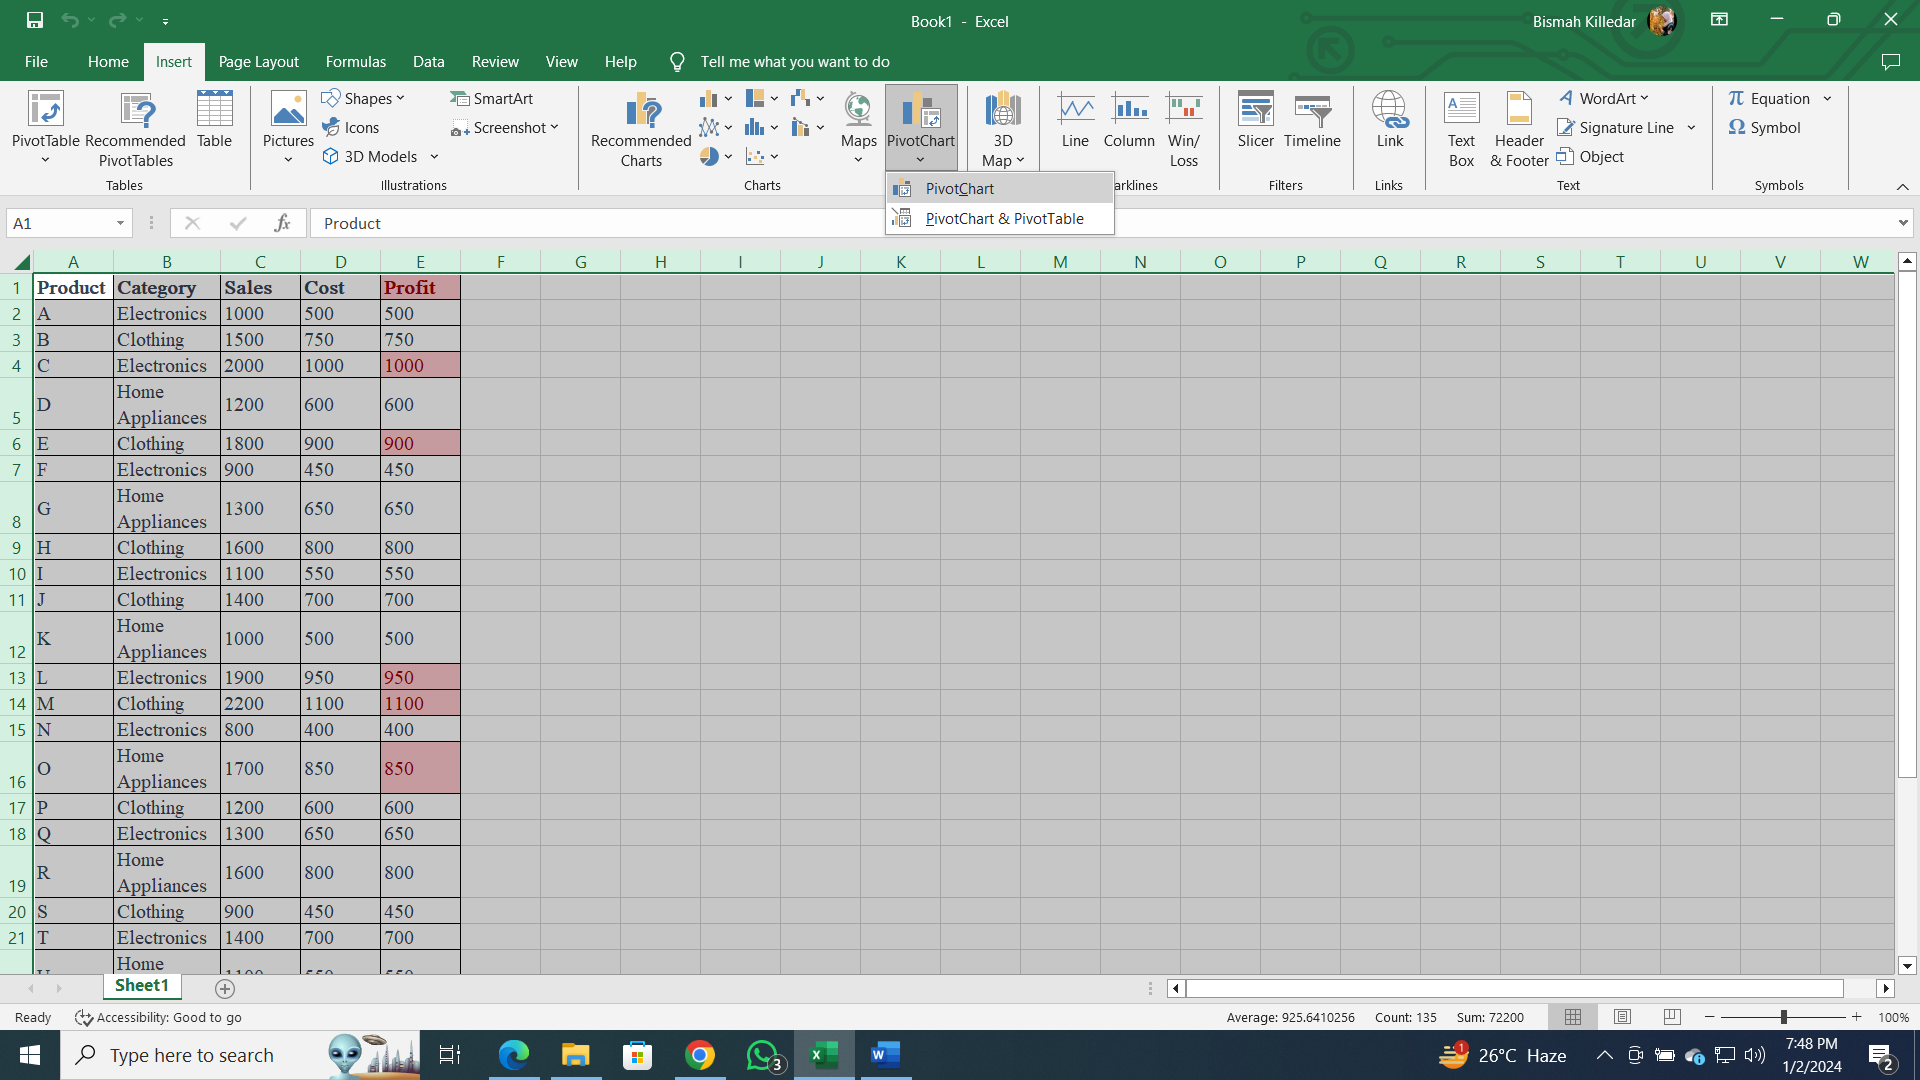 Book1 - Excel
Bismah Killedar
File Home Insert Page Layout Formulas Data Review View Help Tell me what you want to do
PivotTable
Recommended PivotTables
Table
Tables
Pictures
Shapes
Icons
3D Models
SmartArt
Screenshot
Illustrations
Recommended Charts
Maps
PivotChart
Charts
3D Map
Line
Column
Win/ Loss
arklines
Slicer
Timeline
Filters
Link
Links
Text Box
Header & Footer
WordArt
Signature Line
Object
Text
Equation
Symbol
Symbols
PivotChart
PivotChart & PivotTable
A1 fx Product
A B C D E F G H I J K L M N O P Q R S T U V W
1 Product Category Sales Cost Profit
2 A Electronics 1000 500 500
3 B Clothing 1500 750 750
4 C Electronics 2000 1000 1000
5 D Home Appliances 1200 600 600
6 E Clothing 1800 900 900
7 F Electronics 900 450 450
8 G Home Appliances 1300 650 650
9 H Clothing 1600 800 800
10 I Electronics 1100 550 550
11 J Clothing 1400 700 700
12 K Home Appliances 1000 500 500
13 L Electronics 1900 950 950
14 M Clothing 2200 1100 1100
15 N Electronics 800 400 400
16 O Home Appliances 1700 850 850
17 P Clothing 1200 600 600
18 Q Electronics 1300 650 650
19 R Home Appliances 1600 800 800
20 S Clothing 900 450 450
21 T Electronics 1400 700 700
Home
Sheet1
Ready Accessibility: Good to go Average: 925.6410256 Count: 135 Sum: 72200 100%
Type here to search 3 1 26°C Haze 7:48 PM
1/2/2024 2